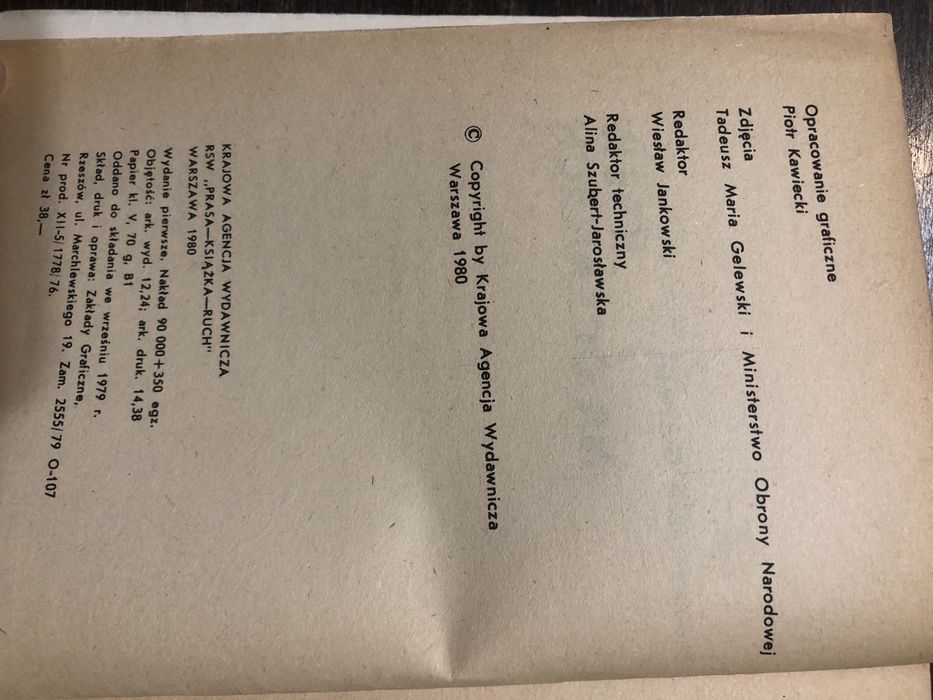 Opracowanie graficzne
Piotr Kawiecki
Zdjęcia
Tadeusz Maria Gelewski i Ministerstwo Obrony Narodowej
Redaktor
Wiesław Jankowski
Redaktor techniczny
Alina Szubert-Jarosławska
© Copyright by Krajowa Agencja Wydawnicza
Warszawa 1980
KRAJOWA AGENCJA WYDAWNICZA
RSW „PRASA—KSIĄŻKA—RUCH"
WARSZAWA 1980
Wydanie pierwsze. Nakład 90 000+350 egz.
Objętość: ark. wyd. 12,24; ark. druk. 14,38
Papier kl. V, 70 g, B1
Oddano do składania we wrześniu 1979 r.
Skład, druk i oprawa: Zakłady Graficzne,
Rzeszów, ul. Marchlewskiego 19. Zam. 2555/79 O-107
Nr prod. XII-5/1778/76.
Cena zł 38,—